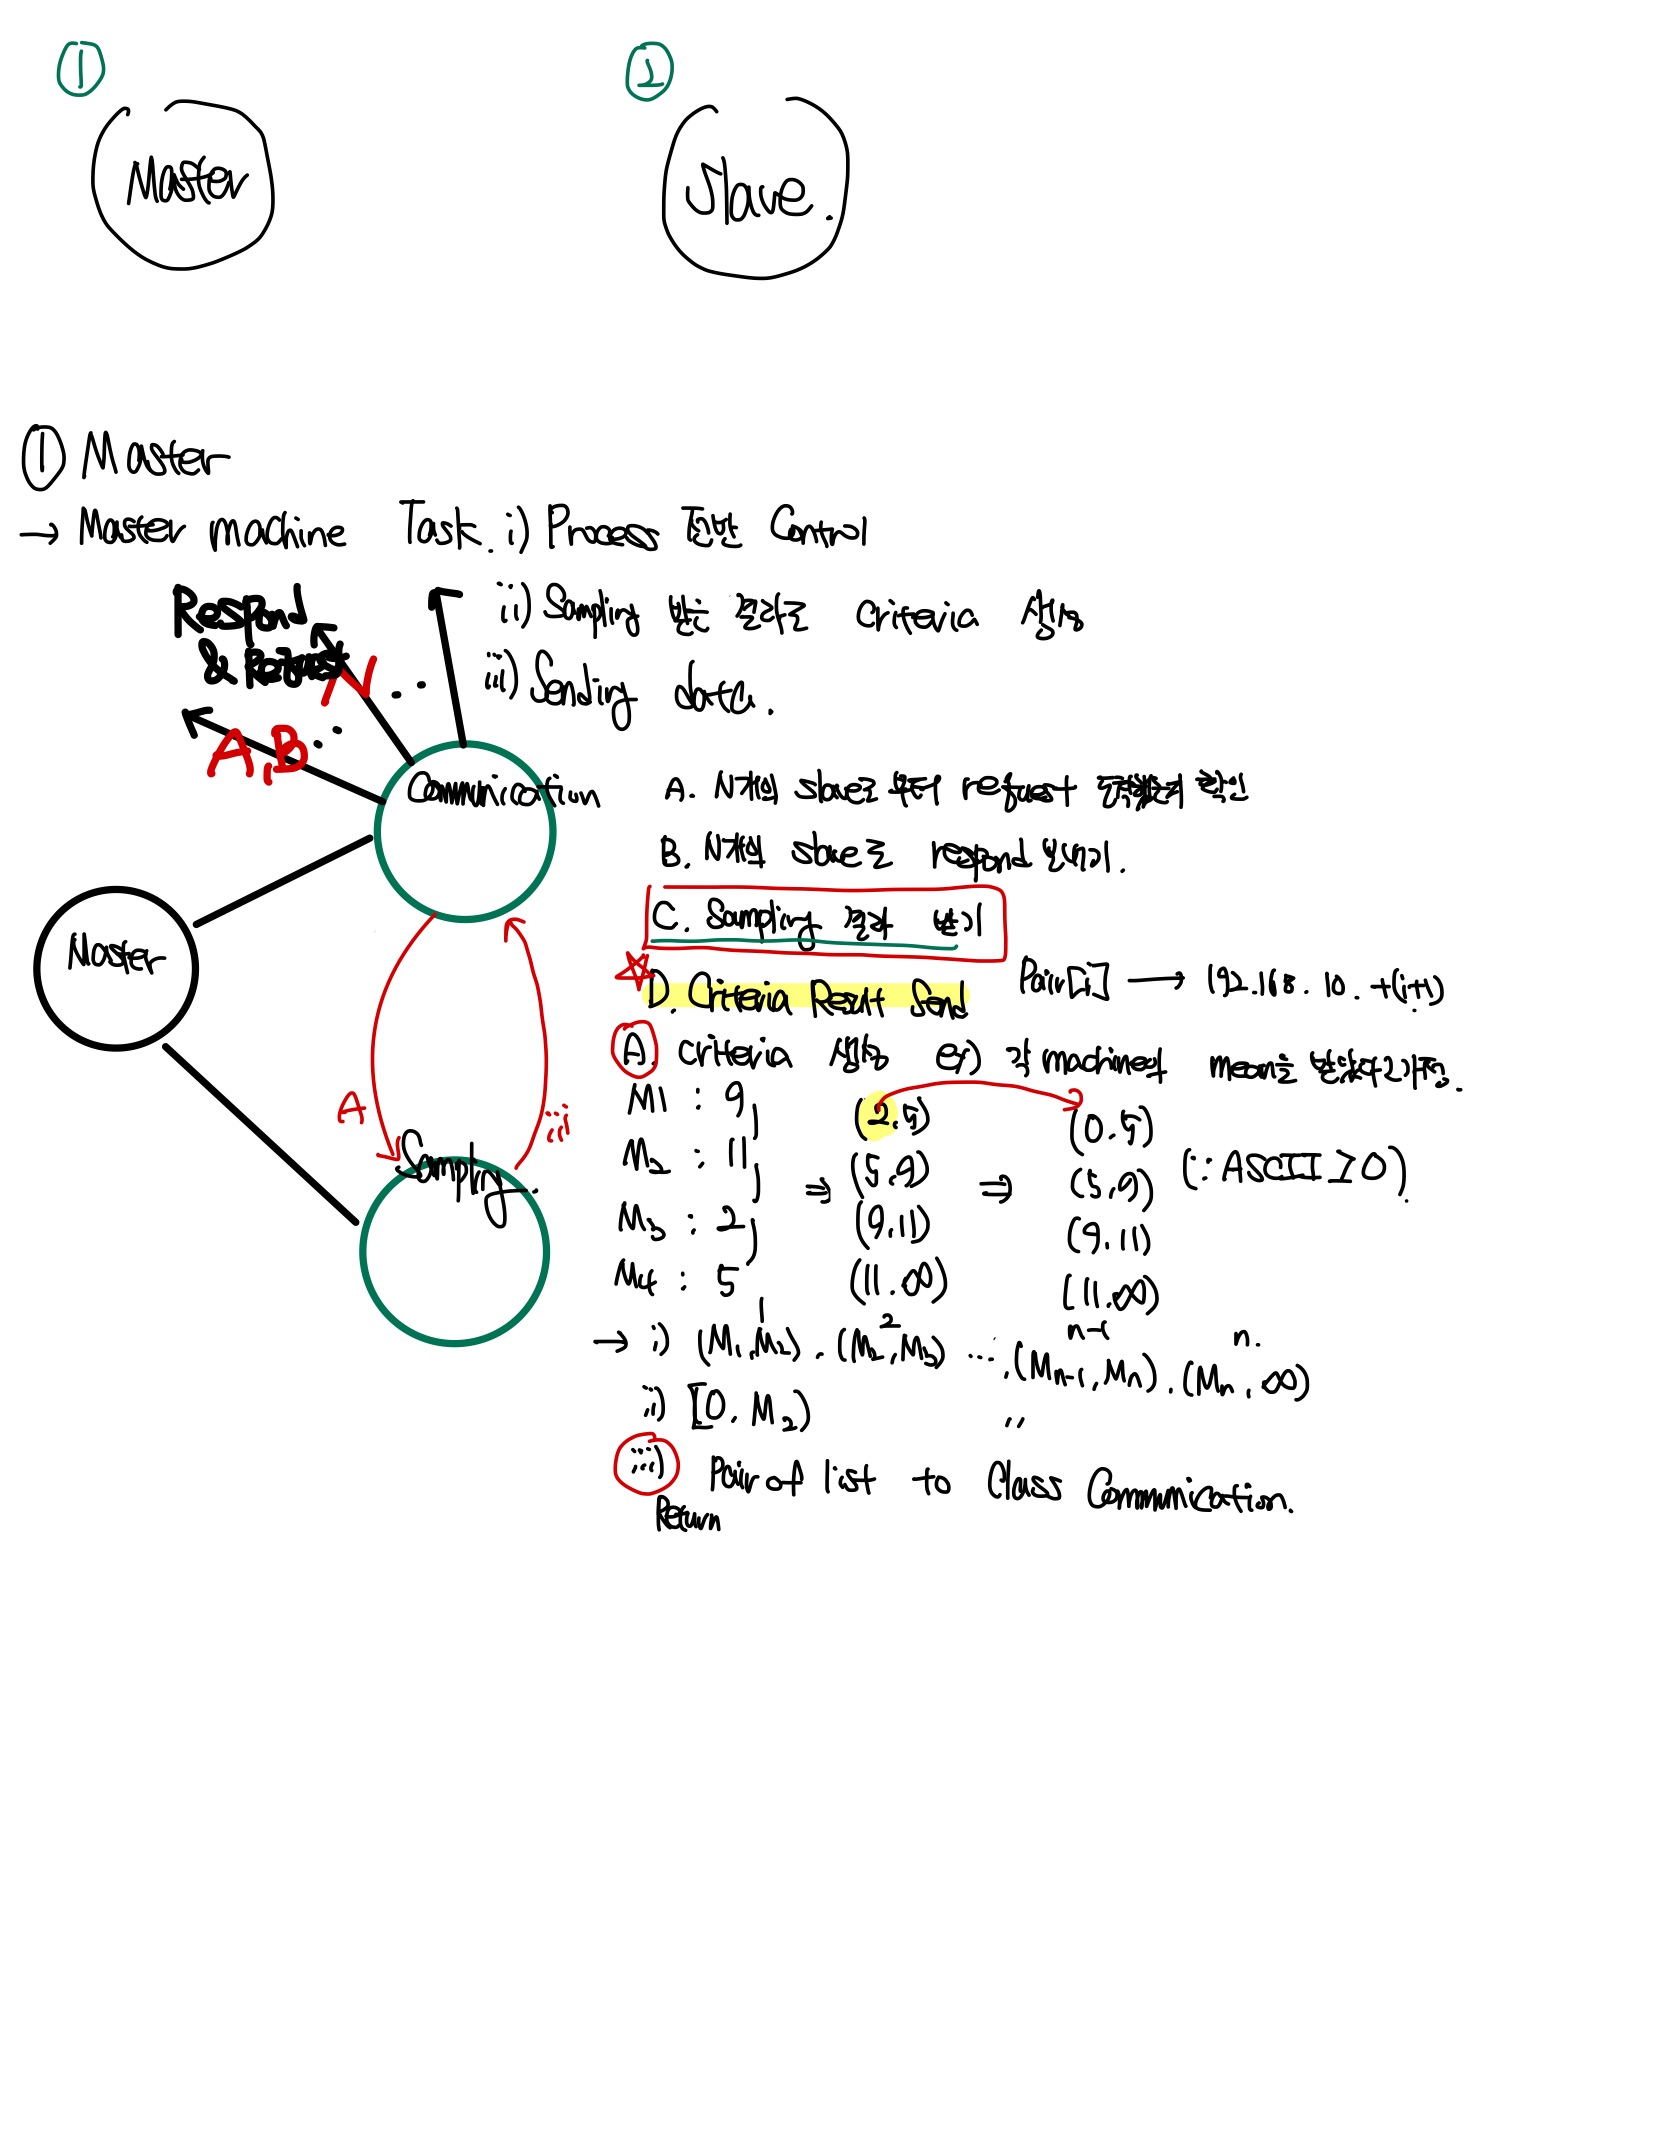 ① ②
Master
Slave.
① Master
→ Master machine Task. i) Process 전반 Control
ii) Sampling 받는 결과로 Criteria 생성
iii) Sending data.
Respond
& Request
A,B
Communication
A. N개의 slave로 부터 request 확인
B. N개의 slave로 respond 보내기.
C. Sampling 결과 받기
Master
D. Criteria Result Send
Pair[i] → 192.168.10.+(i+1)
A. criteria 생성 ex) 각 machine의 mean을 받았다고 가정.
M1 : 9, (2.5) (0.5)
A
iii
Sampling.
M2 : 11, ⇒ (5,9) ⇒ (5,9) (∵ASCII>0).
M3 : 2, (9,11) (9.11)
M4 : 5 (11.∞) [11.∞)
1 2 n-1 n.
→ i) (M1,M2), (M2,M3) ...,(Mn-1,Mn), (Mn,∞)
ii) [0, M2) 〃
iii) Pair of list to Class Communication.
Return